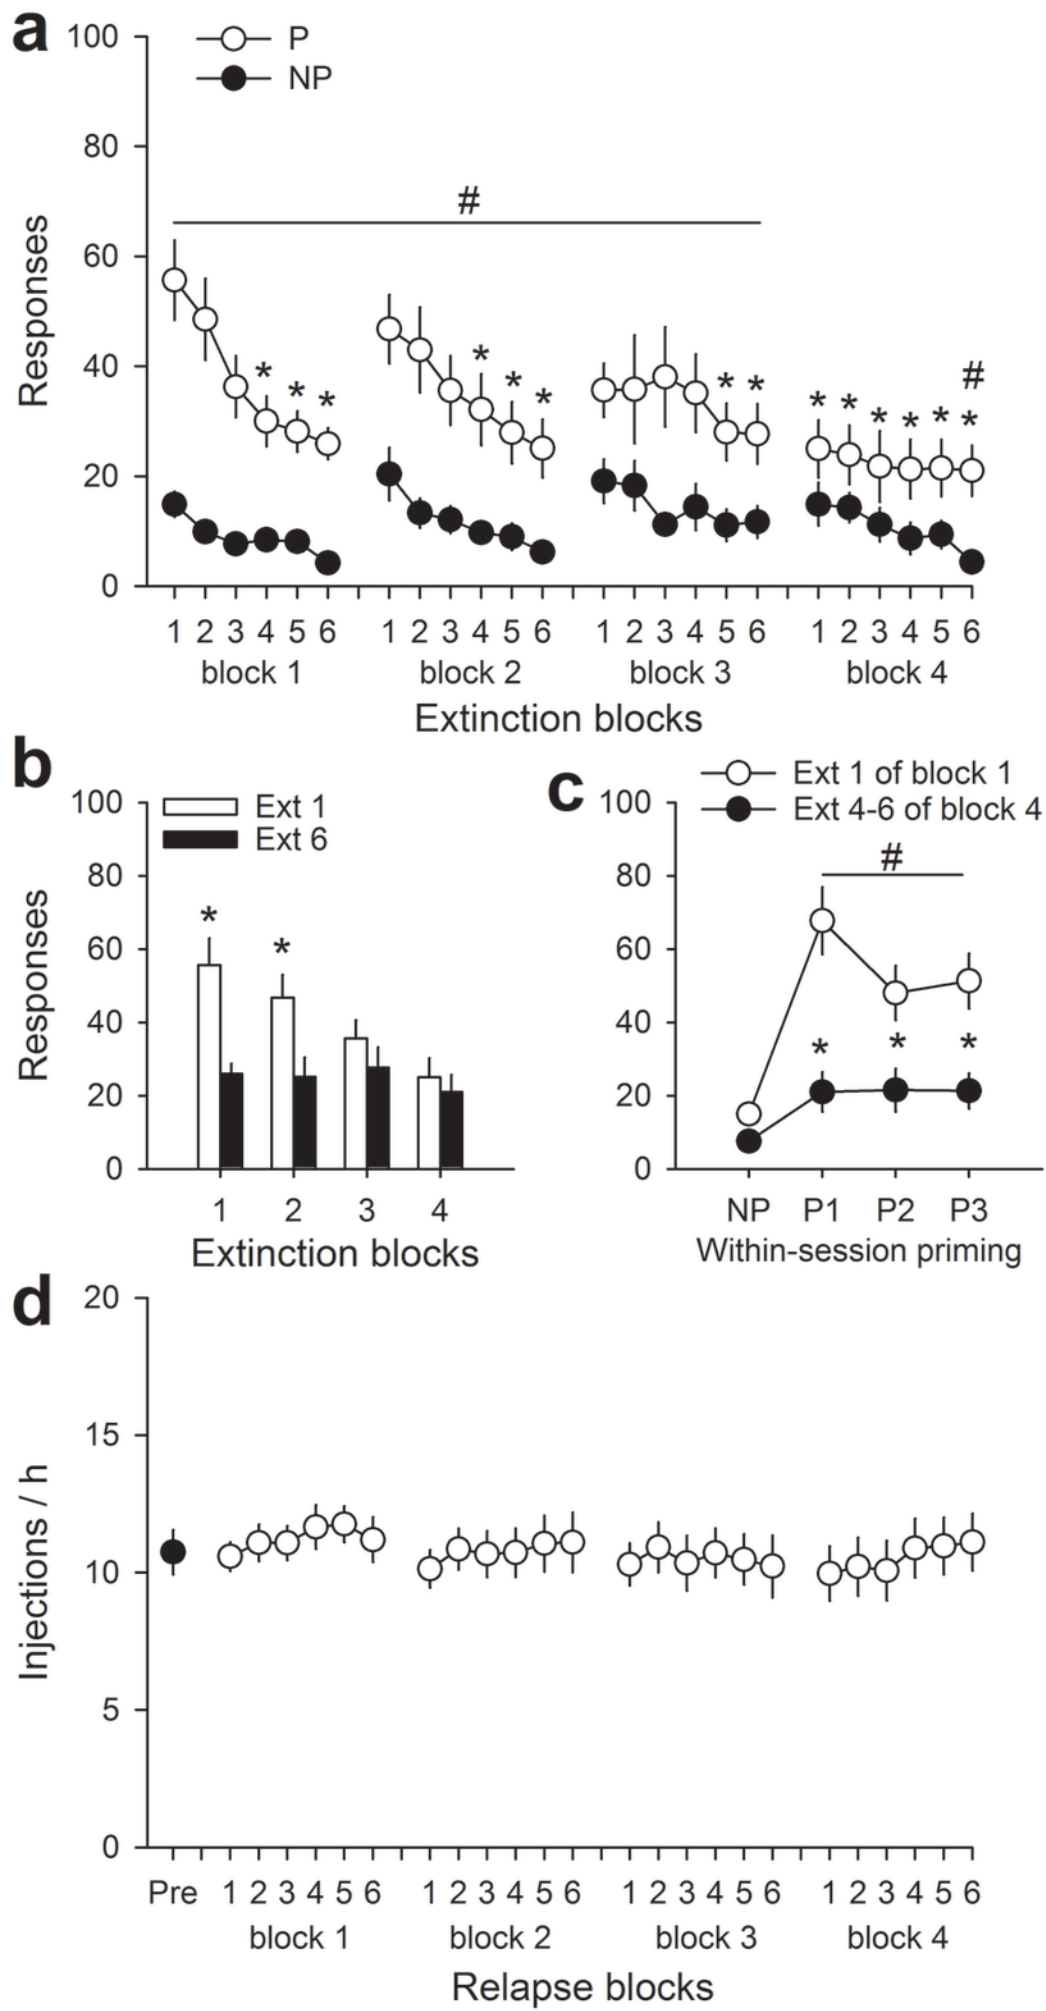 a
100
P
NP
80
#
60
Responses
40
* * *
* * *
* *
* * * * * *
#
20
0
1 2 3 4 5 6 1 2 3 4 5 6 1 2 3 4 5 6 1 2 3 4 5 6
block 1 block 2 block 3 block 4
Extinction blocks
b
100
Ext 1
Ext 6
80
* *
60
Responses
40
20
0
1 2 3 4
Extinction blocks
c
Ext 1 of block 1
Ext 4-6 of block 4
100
#
80
60
40
* * *
20
0
NP P1 P2 P3
Within-session priming
d
20
15
Injections / h
10
5
0
Pre 1 2 3 4 5 6 1 2 3 4 5 6 1 2 3 4 5 6 1 2 3 4 5 6
block 1 block 2 block 3 block 4
Relapse blocks